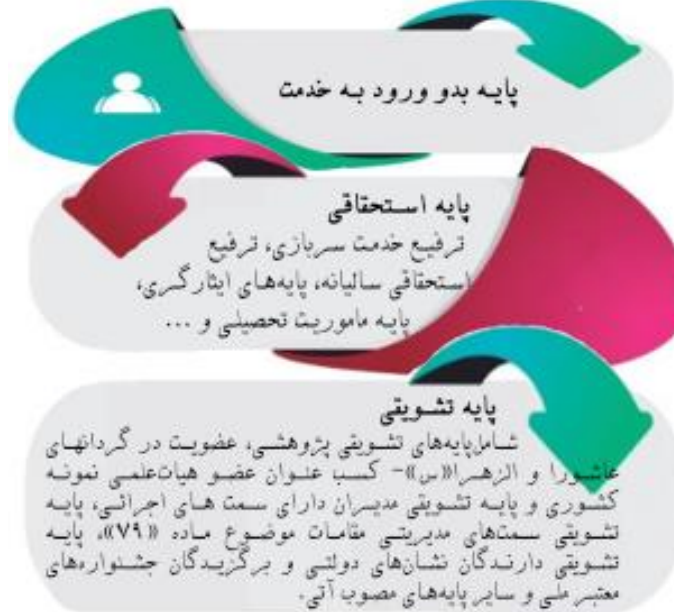 پایه بدو ورود به خدمت
پایه استحقاقی
ترفیع خدمت سربازی، ترفیع
استحقاقی سالیانه، پایه‌های ایثارگری،
پایه ماموریت تحصیلی و ...
پایه تشویقی
شامل‌پایه‌های تشویقی پژوهشی، عضویت در گردانهای
عاشورا و الزهرا«س»- کسب عنوان عضو هیات‌علمی نمونه
کشوری و پایه تشویقی مدیران دارای سمت های اجرائی، پایه
تشویقی سمت‌های مدیریتی مقامات موضوع ماده «۷۹»، پایه
تشویقی دارندگان نشان‌های دولتی و برگزیدگان جشنواره‌های
معتبر ملی و سایر پایه‌های مصوب آتی.